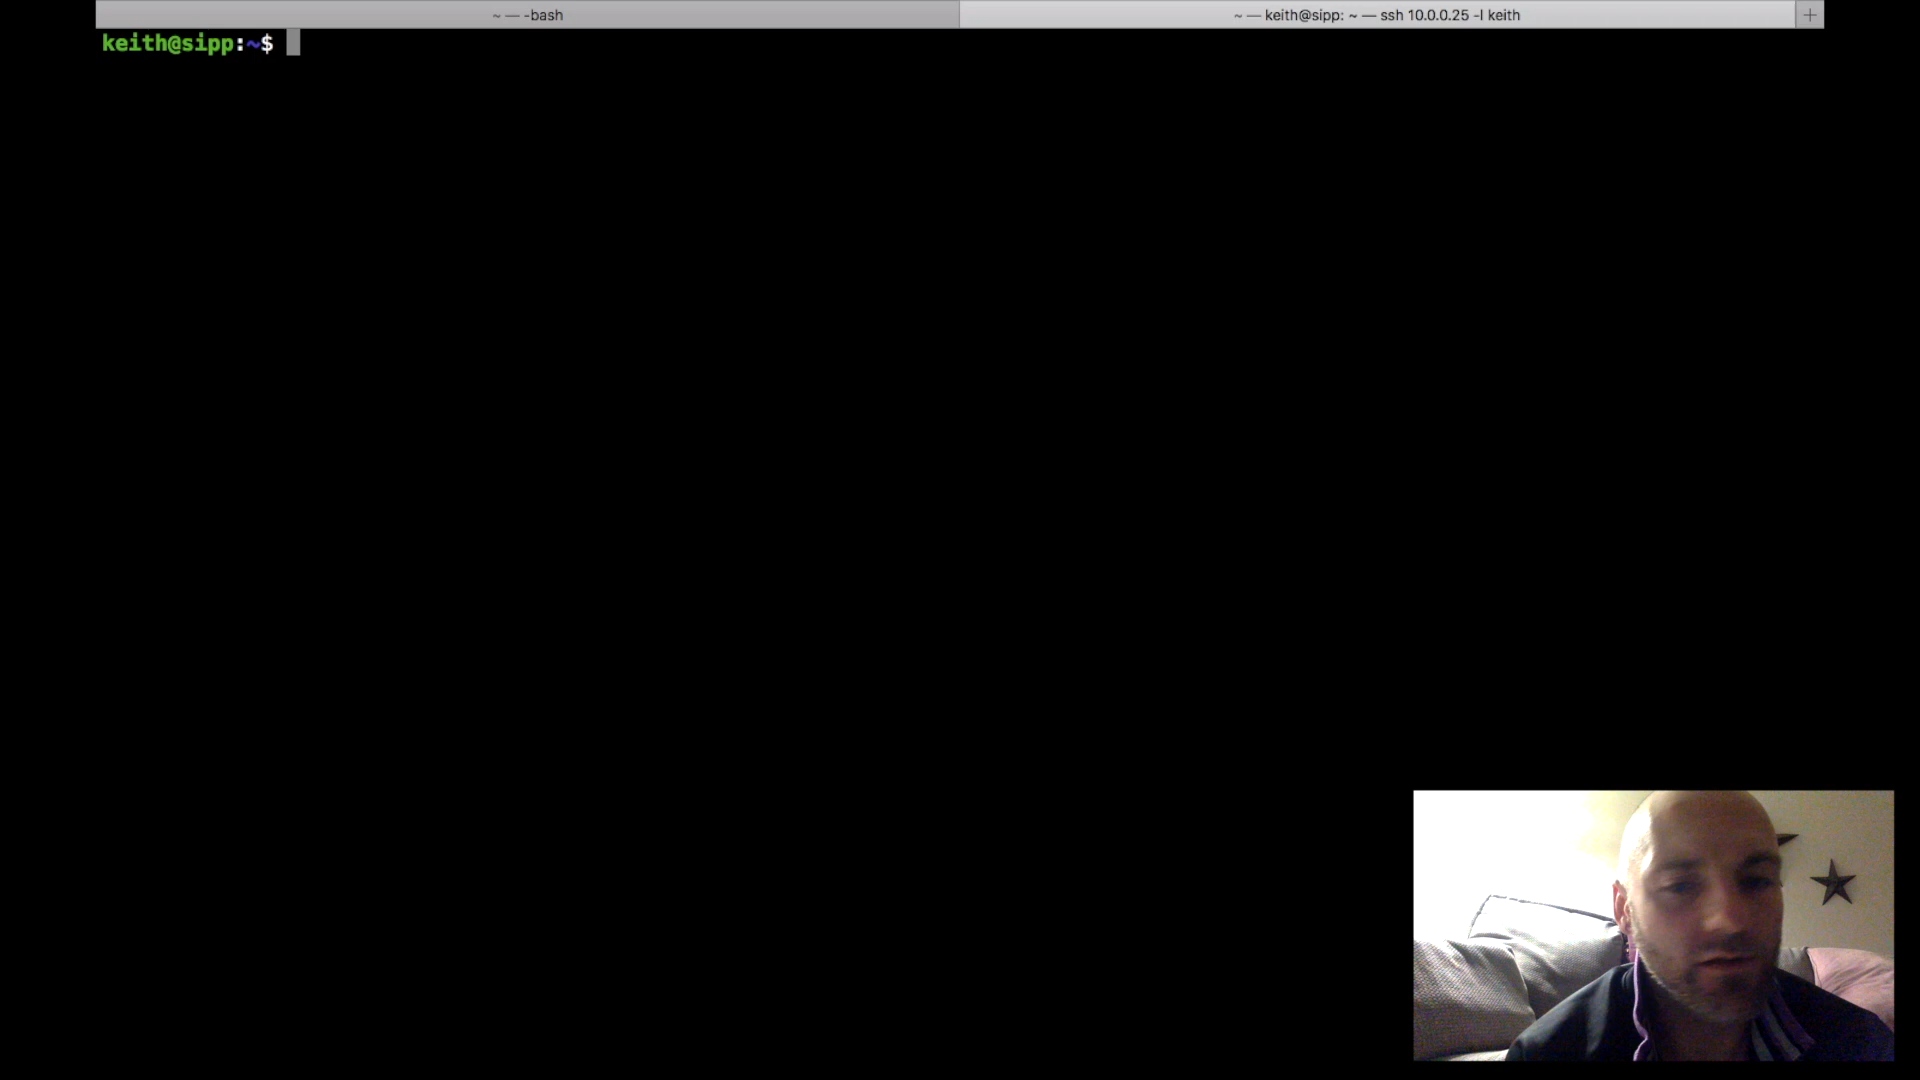 ~ — -bash
~ — keith@sipp: ~ — ssh 10.0.0.25 -l keith
keith@sipp:~$